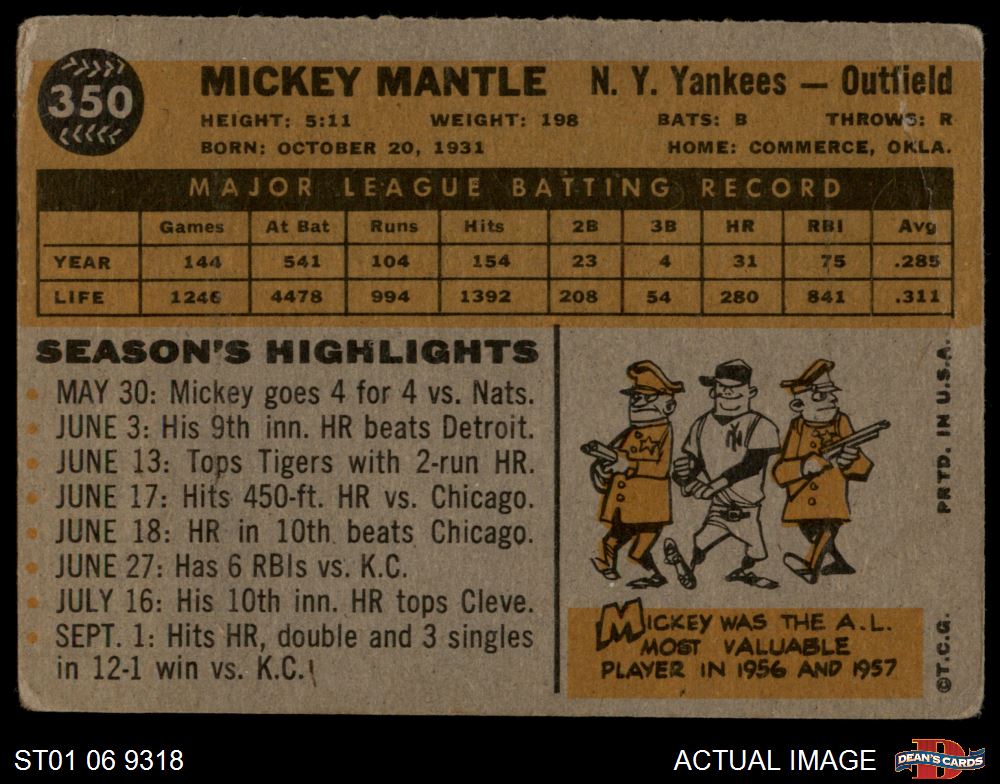 350
MICKEY MANTLE N. Y. Yankees — Outfield
HEIGHT: 5:11 WEIGHT: 198 BATS: B THROWS: R
BORN: OCTOBER 20, 1931 HOME: COMMERCE, OKLA.
MAJOR LEAGUE BATTING RECORD
Games At Bat Runs Hits 2B 3B HR RBI Avg
YEAR 144 541 104 154 23 4 31 75 .285
LIFE 1246 4478 994 1392 208 54 280 841 .311
SEASON'S HIGHLIGHTS
MAY 30: Mickey goes 4 for 4 vs. Nats.
JUNE 3: His 9th inn. HR beats Detroit.
JUNE 13: Tops Tigers with 2-run HR.
JUNE 17: Hits 450-ft. HR vs. Chicago.
JUNE 18: HR in 10th beats Chicago.
JUNE 27: Has 6 RBIs vs. K.C.
JULY 16: His 10th inn. HR tops Cleve.
SEPT. 1: Hits HR, double and 3 singles
in 12-1 win vs. K.C.
NY
MICKEY WAS THE A.L.
MOST VALUABLE
PLAYER IN 1956 AND 1957
©T.C.G. PRTD. IN U.S.A.
ST01 06 9318
ACTUAL IMAGE
D
DEAN'S CARDS